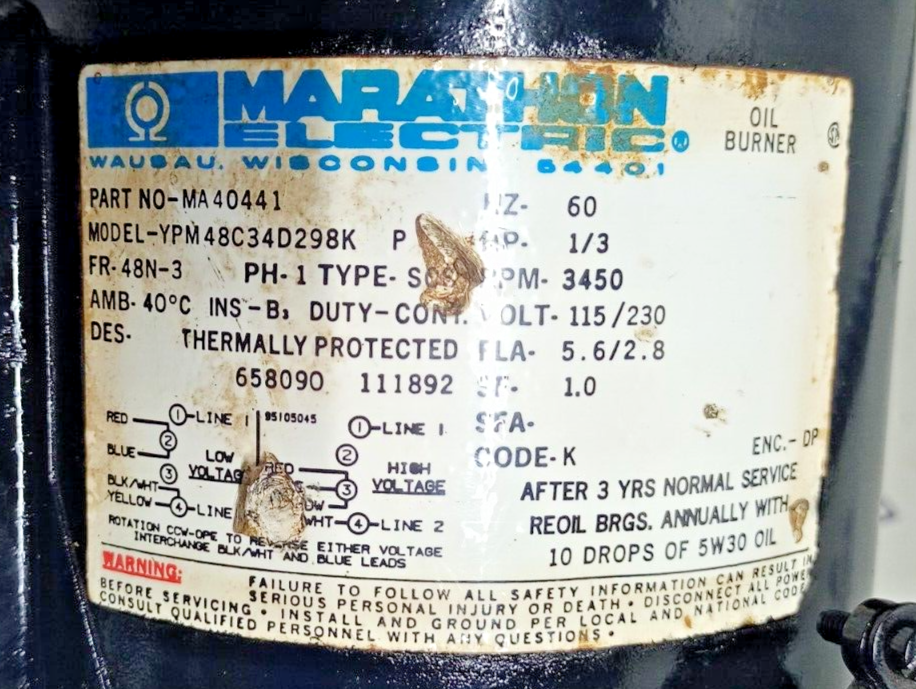 MARATHON
ELECTRIC®
WAUSAU, WISCONSIN 54401
OIL
BURNER
PART NO-MA40441
HZ- 60
MODEL-YPM48C34D298K P
HP- 1/3
FR-48N-3 PH-1 TYPE-
RPM- 3450
AMB-40°C INS-B, DUTY-CONT.
VOLT- 115/230
DES- THERMALLY PROTECTED
FLA- 5.6/2.8
658090 111892
SF- 1.0
SFA-
CODE-K
ENC.- DP
AFTER 3 YRS NORMAL SERVICE
REOIL BRGS. ANNUALLY WITH
10 DROPS OF 5W30 OIL
95105045
RED 1-LINE 1
2
BLUE
LOW
VOLTAGE
3
BLK/WHT
YELLOW 4-LINE
1-LINE 1
2
HIGH
VOLTAGE
RED
3
WHT-4-LINE 2
ROTATION CCW-OPE TO REVERSE EITHER VOLTAGE
INTERCHANGE BLK/WHT AND BLUE LEADS
WARNING:
FAILURE TO FOLLOW ALL SAFETY INFORMATION CAN RESULT IN
SERIOUS PERSONAL INJURY OR DEATH • DISCONNECT ALL POWER
BEFORE SERVICING • INSTALL AND GROUND PER LOCAL AND NATIONAL CODES
CONSULT QUALIFIED PERSONNEL WITH ANY QUESTIONS •